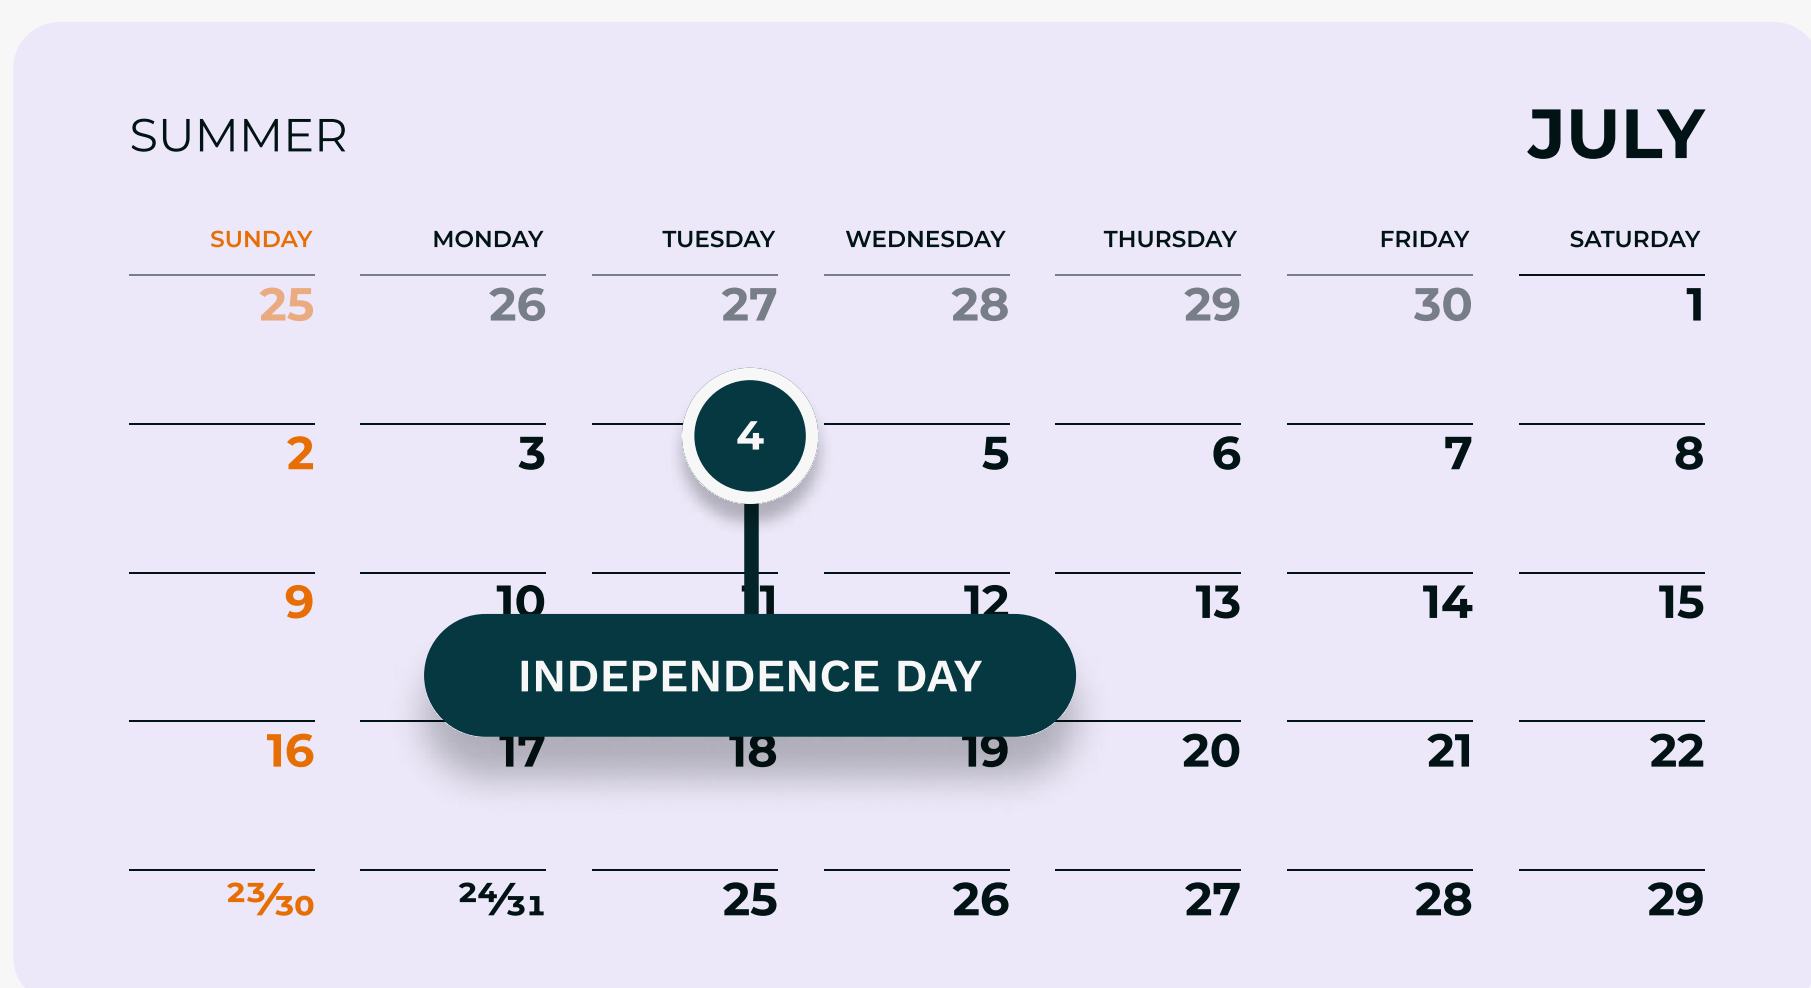 SUMMER JULY
SUNDAY MONDAY TUESDAY WEDNESDAY THURSDAY FRIDAY SATURDAY
25 26 27 28 29 30 1
2 3 4 5 6 7 8
9 10 11 12 13 14 15
INDEPENDENCE DAY
16 17 18 19 20 21 22
23/30 24/31 25 26 27 28 29